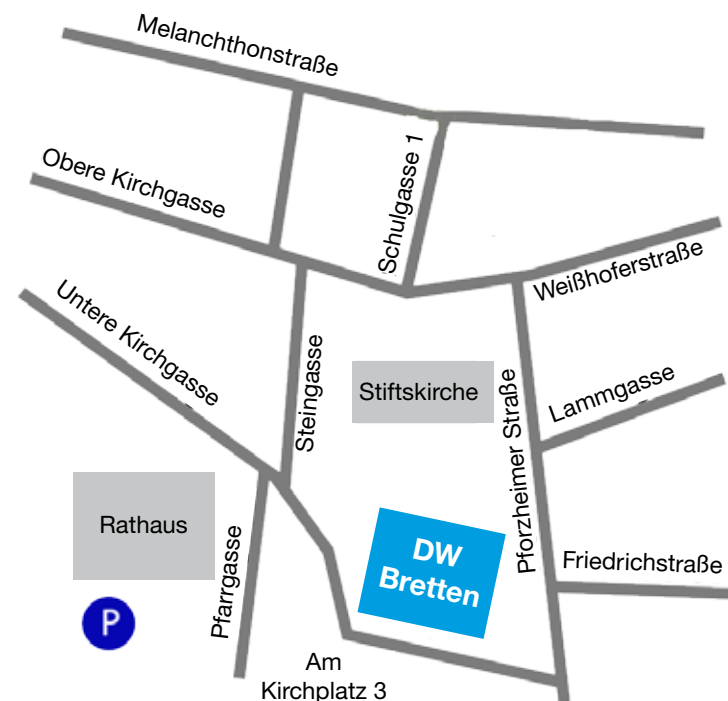 Melanchthonstraße
Obere Kirchgasse
Schulgasse 1
Weißhoferstraße
Untere Kirchgasse
Steingasse
Stiftskirche
Pforzheimer Straße
Lammgasse
Rathaus
DW
Bretten
Friedrichstraße
Pfarrgasse
P
Am
Kirchplatz 3